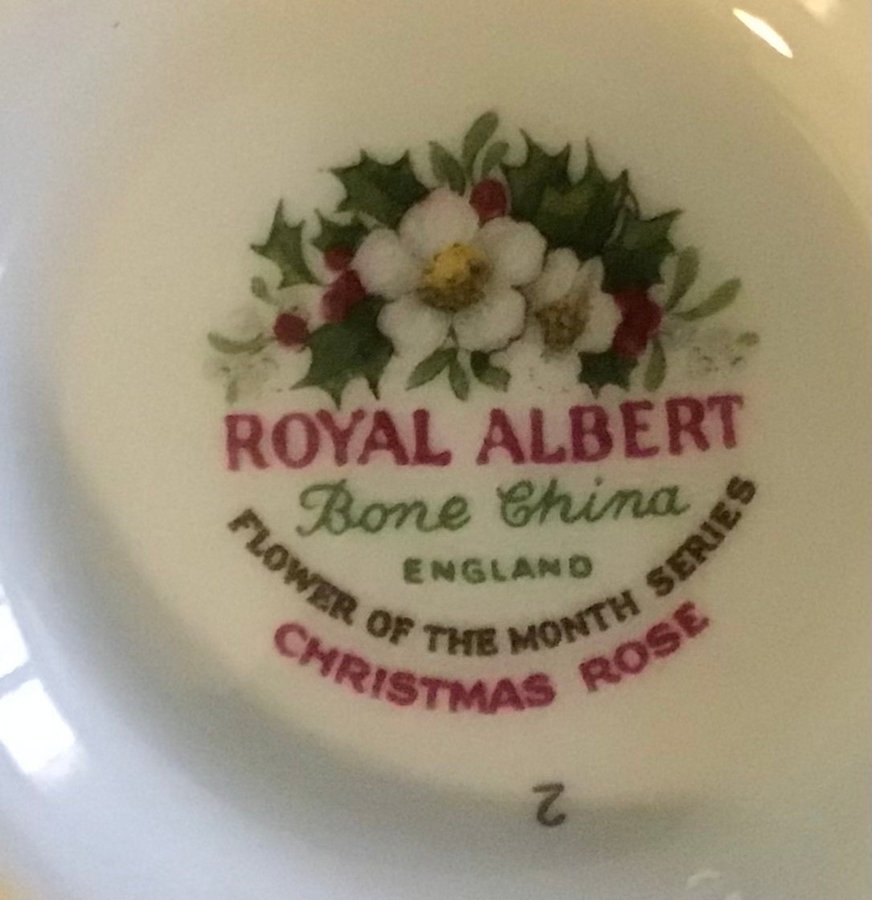 ROYAL ALBERT
Bone China
ENGLAND
FLOWER OF THE MONTH SERIES
CHRISTMAS ROSE
2